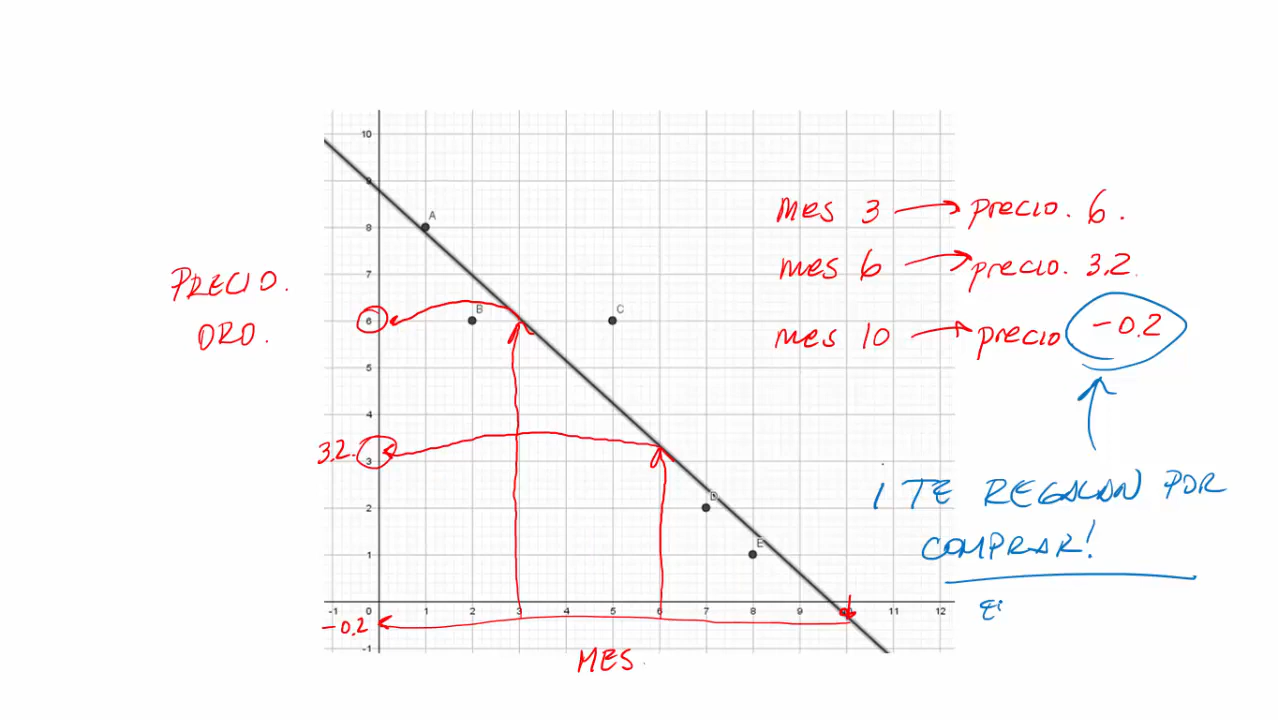 10
9
8
7
6
5
4
3
2
1
-1
A
B
C
D
E
-1 0 1 2 3 4 5 6 7 8 9 10 11 12
PRECIO.
ORO.
3,2.
-0.2
MES.
mes 3 → precio. 6.
mes 6 → precio. 3,2.
mes 10 → precio -0.2
¡ TE REGALAN POR
COMPRAR!